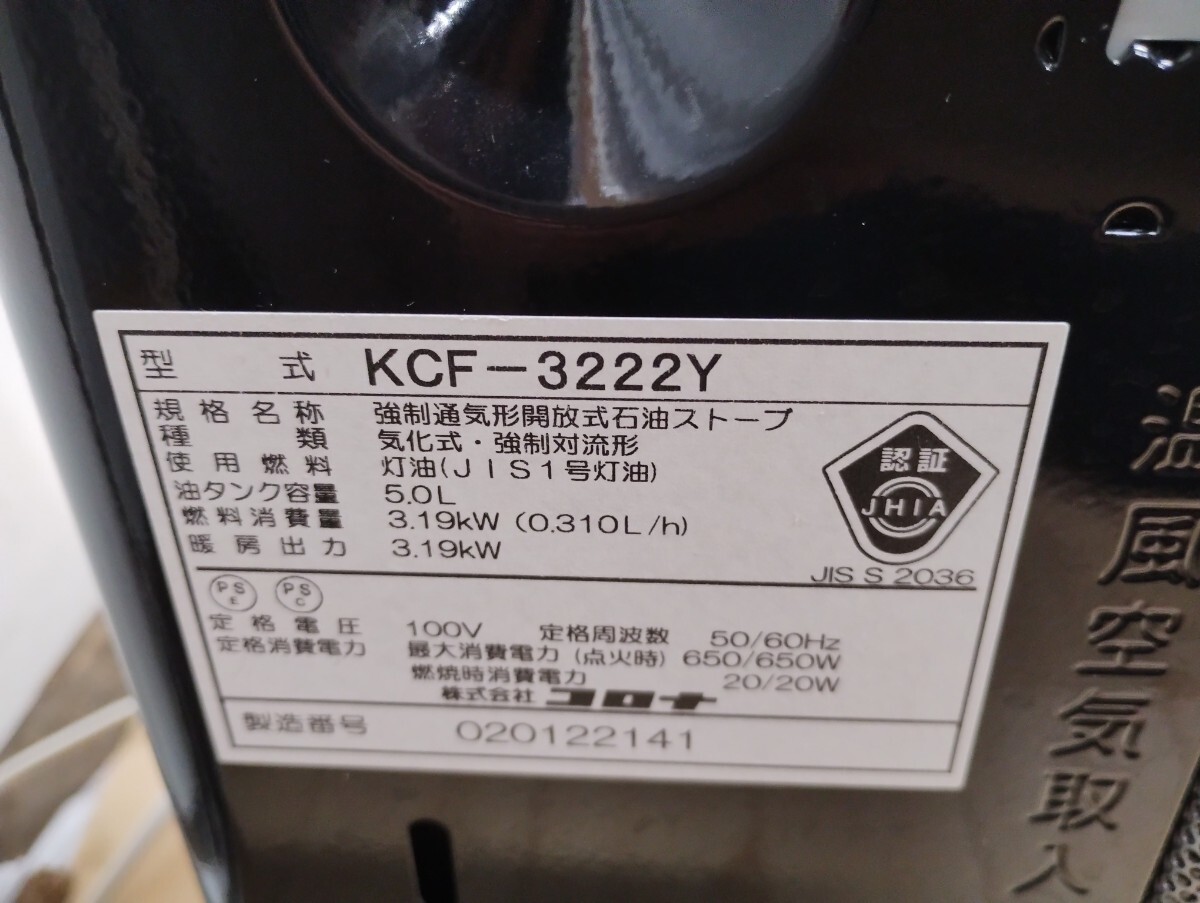 型 式 KCF-3222Y
規格名称 強制通気形開放式石油ストーブ
種類 気化式・強制対流形
使用燃料 灯油(JIS1号灯油)
油タンク容量 5.0L
燃料消費量 3.19kW (0.310L/h)
暖房出力 3.19kW
認証
JHIA
JIS S 2036
PS E PS C
定格電圧 100V 定格周波数 50/60Hz
定格消費電力 最大消費電力(点火時) 650/650W
燃焼時消費電力 20/20W
株式会社 コロナ
製造番号 020122141
温風空気取入